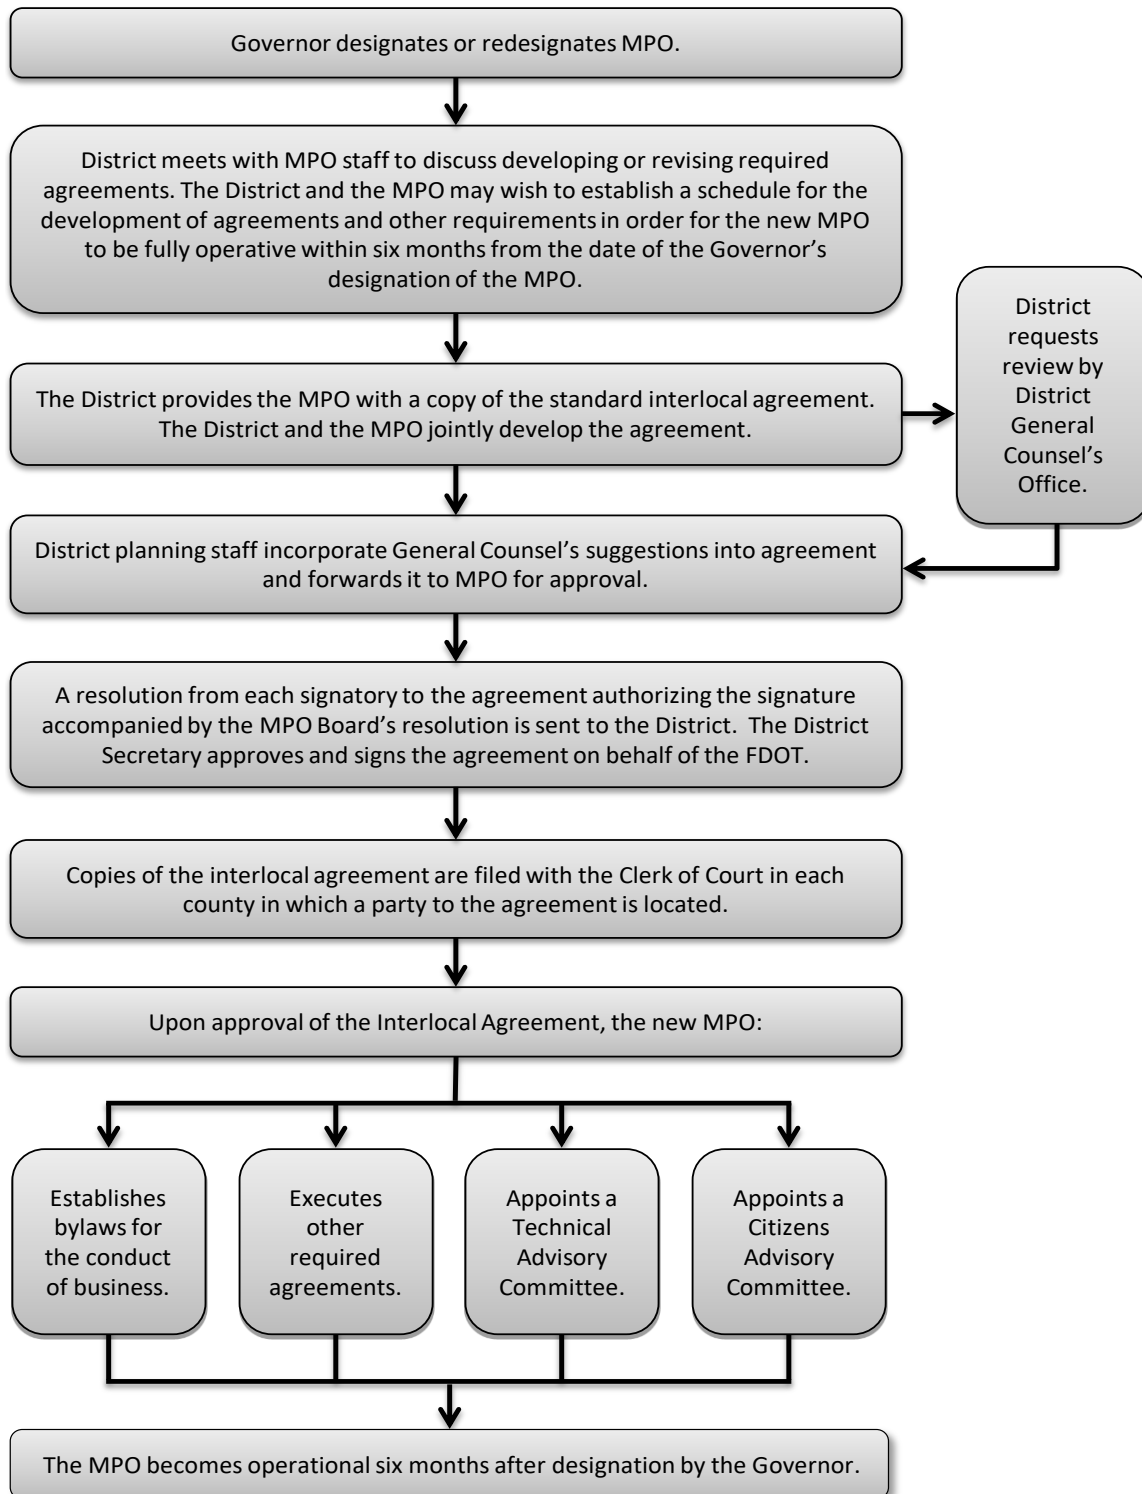 Governor designates or redesignates MPO.
District meets with MPO staff to discuss developing or revising required
agreements. The District and the MPO may wish to establish a schedule for the
development of agreements and other requirements in order for the new MPO
to be fully operative within six months from the date of the Governor’s
designation of the MPO.
The District provides the MPO with a copy of the standard interlocal agreement.
The District and the MPO jointly develop the agreement.
District
requests
review by
District
General
Counsel’s
Office.
District planning staff incorporate General Counsel’s suggestions into agreement
and forwards it to MPO for approval.
A resolution from each signatory to the agreement authorizing the signature
accompanied by the MPO Board’s resolution is sent to the District.  The District
Secretary approves and signs the agreement on behalf of the FDOT.
Copies of the interlocal agreement are filed with the Clerk of Court in each
county in which a party to the agreement is located.
Upon approval of the Interlocal Agreement, the new MPO:
Establishes
bylaws for
the conduct
of business.
Executes
other
required
agreements.
Appoints a
Technical
Advisory
Committee.
Appoints a
Citizens
Advisory
Committee.
The MPO becomes operational six months after designation by the Governor.